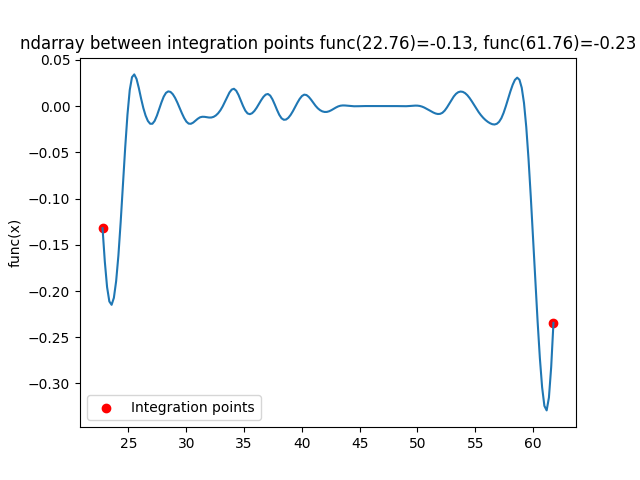 ndarray between integration points func(22.76)=-0.13, func(61.76)=-0.23
0.05
0.00
−0.05
−0.10
−0.15
−0.20
−0.25
−0.30
func(x)
Integration points
25 30 35 40 45 50 55 60